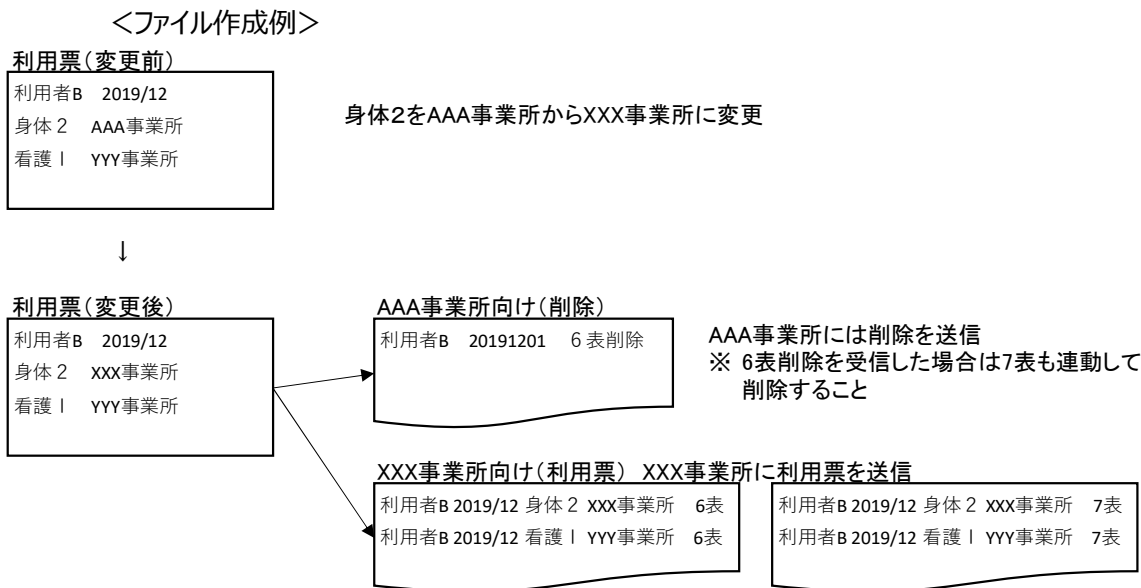 ＜ファイル作成例＞
利用票（変更前）
利用者B 2019/12
身体２ AAA事業所
看護Ⅰ YYY事業所
身体2をAAA事業所からXXX事業所に変更
↓
利用票（変更後）
利用者B 2019/12
身体２ XXX事業所
看護Ⅰ YYY事業所
AAA事業所向け（削除）
利用者B 20191201 ６表削除
AAA事業所には削除を送信
※ 6表削除を受信した場合は7表も連動して
削除すること
XXX事業所向け（利用票） XXX事業所に利用票を送信
利用者B 2019/12 身体２ XXX事業所 6表
利用者B 2019/12 看護Ⅰ YYY事業所 6表
利用者B 2019/12 身体２ XXX事業所 7表
利用者B 2019/12 看護Ⅰ YYY事業所 7表